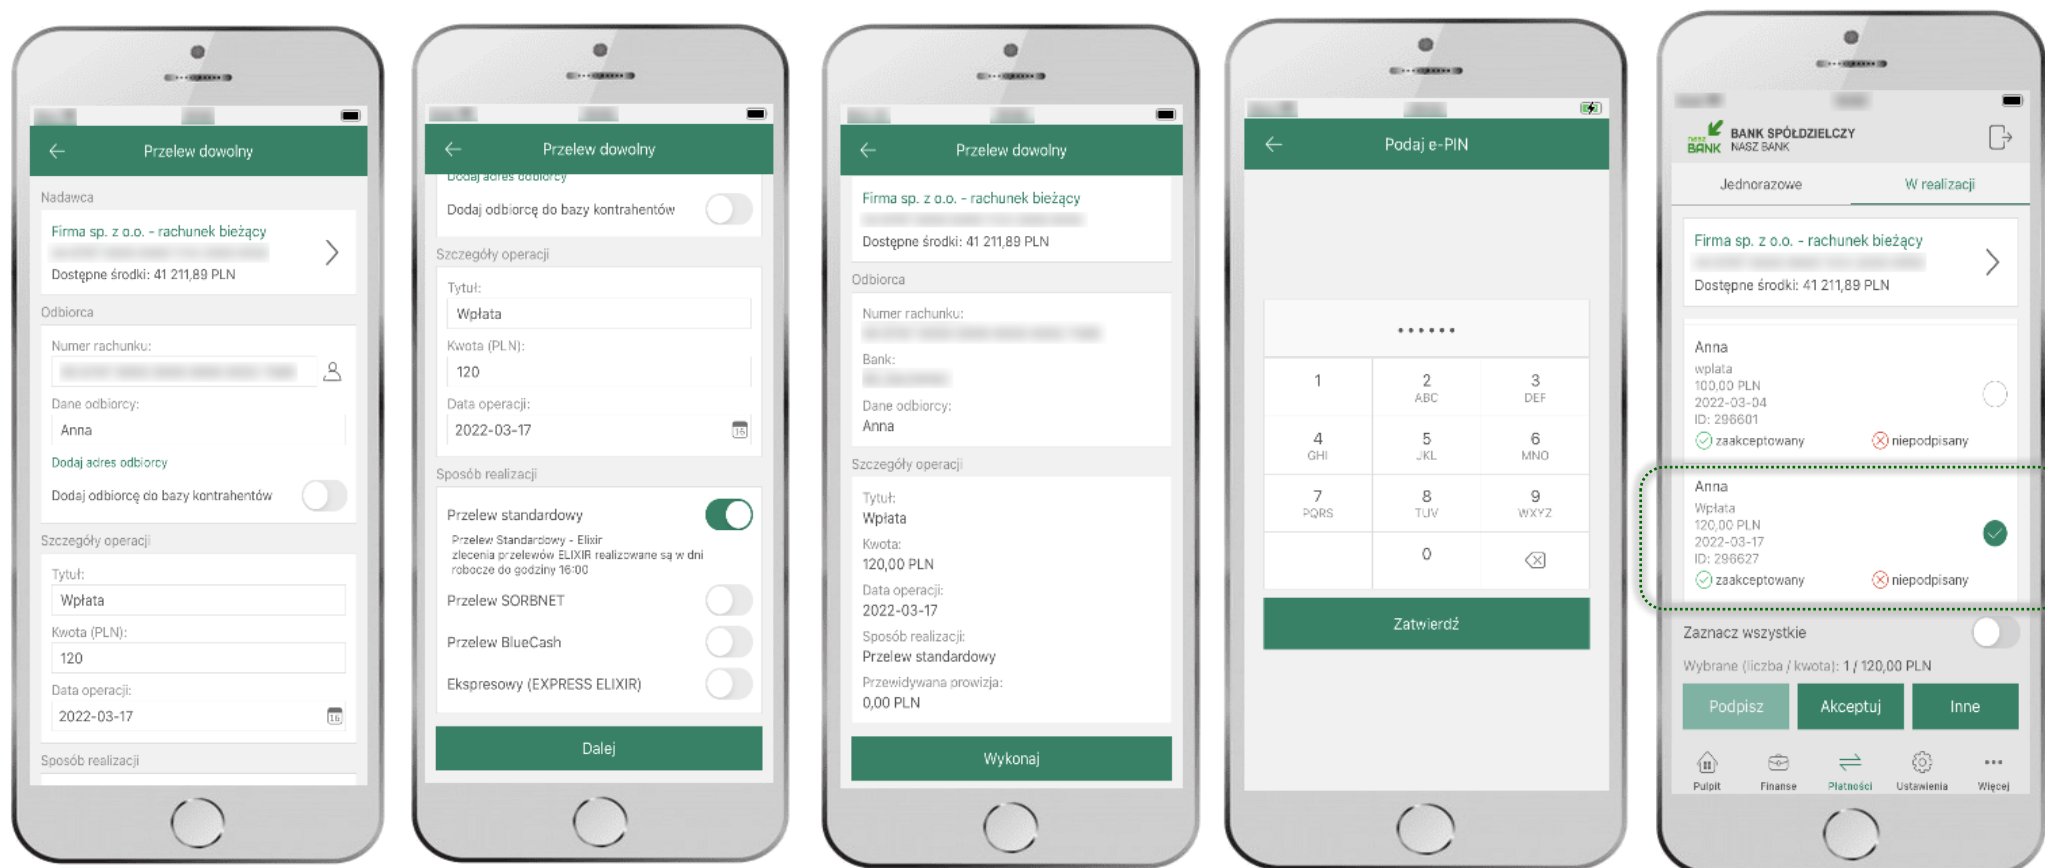 Przelew dowolny
Nadawca
Firma sp. z o.o. - rachunek bieżący
Dostępne środki: 41 211,89 PLN
Odbiorca
Numer rachunku:
Dane odbiorcy:
Anna
Dodaj adres odbiorcy
Dodaj odbiorcę do bazy kontrahentów
Szczegóły operacji
Tytuł:
Wpłata
Kwota (PLN):
120
Data operacji:
2022-03-17
16
Sposób realizacji
Przelew dowolny
Dodaj adres odbiorcy
Dodaj odbiorcę do bazy kontrahentów
Szczegóły operacji
Tytuł:
Wpłata
Kwota (PLN):
120
Data operacji:
2022-03-17
16
Sposób realizacji
Przelew standardowy
Przelew Standardowy - Elixir
zlecenia przelewów ELIXIR realizowane są w dni
robocze do godziny 16:00
Przelew SORBNET
Przelew BlueCash
Ekspresowy (EXPRESS ELIXIR)
Dalej
Przelew dowolny
Firma sp. z o.o. - rachunek bieżący
Dostępne środki: 41 211,89 PLN
Odbiorca
Numer rachunku:
Bank:
Dane odbiorcy:
Anna
Szczegóły operacji
Tytuł:
Wpłata
Kwota:
120,00 PLN
Data operacji:
2022-03-17
Sposób realizacji:
Przelew standardowy
Przewidywana prowizja:
0,00 PLN
Wykonaj
Podaj e-PIN
••••••
1 2 3
ABC DEF
4 5 6
GHI JKL MNO
7 8 9
PQRS TUV WXYZ
0
Zatwierdź
nasz BANK
BANK SPÓŁDZIELCZY
NASZ BANK
Jednorazowe W realizacji
Firma sp. z o.o. - rachunek bieżący
Dostępne środki: 41 211,89 PLN
Anna
wplata
100,00 PLN
2022-03-04
ID: 296601
zaakceptowany niepodpisany
Anna
Wpłata
120,00 PLN
2022-03-17
ID: 296627
zaakceptowany niepodpisany
Zaznacz wszystkie
Wybrane (liczba / kwota): 1 / 120,00 PLN
Podpisz Akceptuj Inne
Pulpit Finanse Płatności Ustawienia Więcej